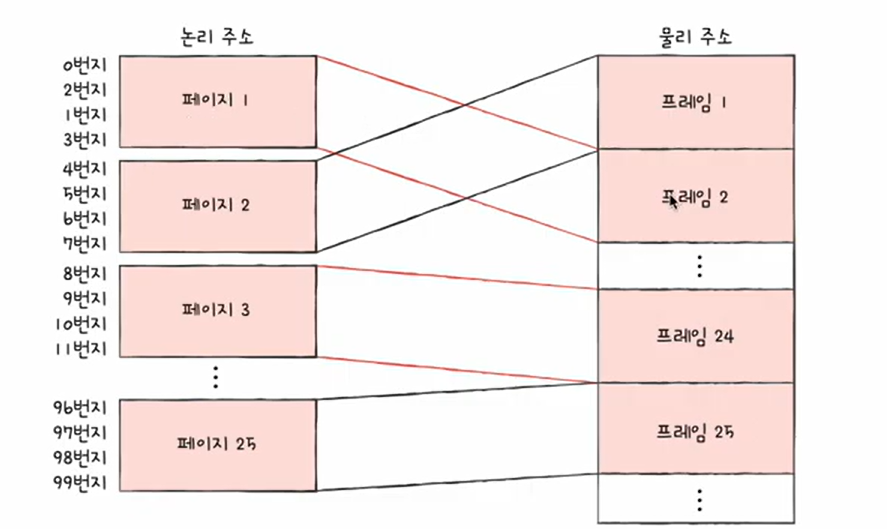 논리 주소
물리 주소
0번지
2번지
1번지
3번지
페이지 1
4번지
5번지
6번지
7번지
페이지 2
8번지
9번지
10번지
11번지
페이지 3
96번지
97번지
98번지
99번지
페이지 25
프레임 1
프레임 2
프레임 24
프레임 25